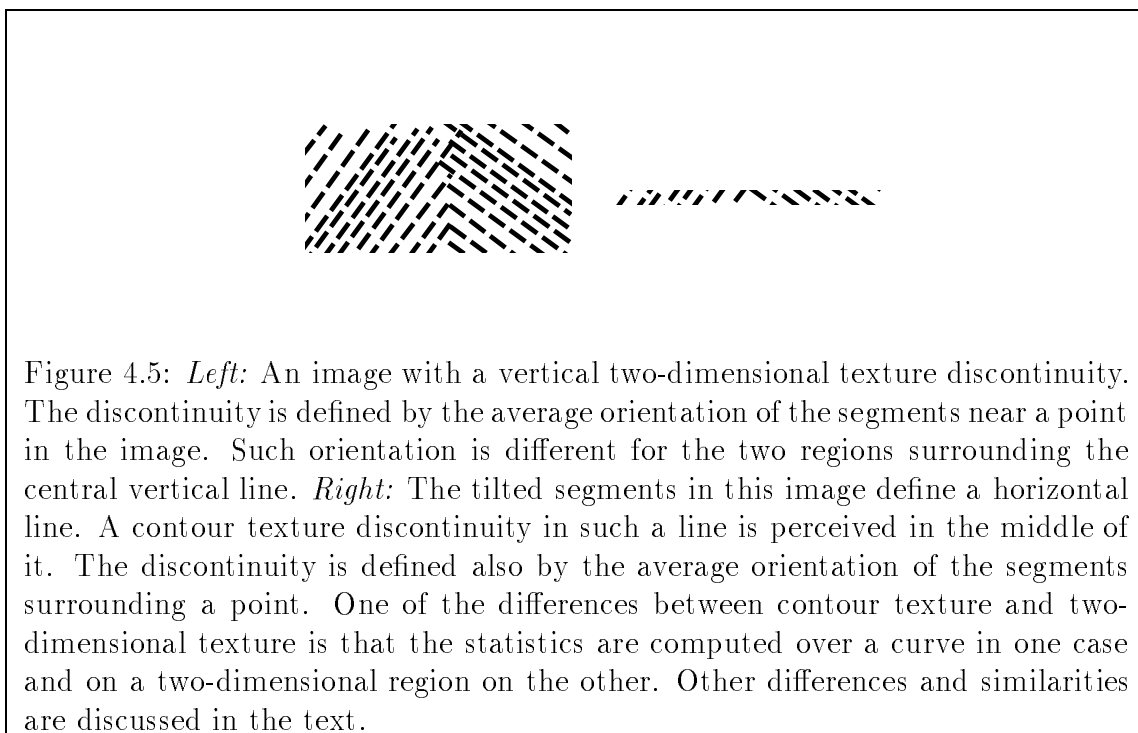 Figure 4.5: Left: An image with a vertical two-dimensional texture discontinuity.
The discontinuity is defined by the average orientation of the segments near a point
in the image. Such orientation is different for the two regions surrounding the
central vertical line. Right: The tilted segments in this image define a horizontal
line. A contour texture discontinuity in such a line is perceived in the middle of
it. The discontinuity is defined also by the average orientation of the segments
surrounding a point. One of the differences between contour texture and two-
dimensional texture is that the statistics are computed over a curve in one case
and on a two-dimensional region on the other. Other differences and similarities
are discussed in the text.